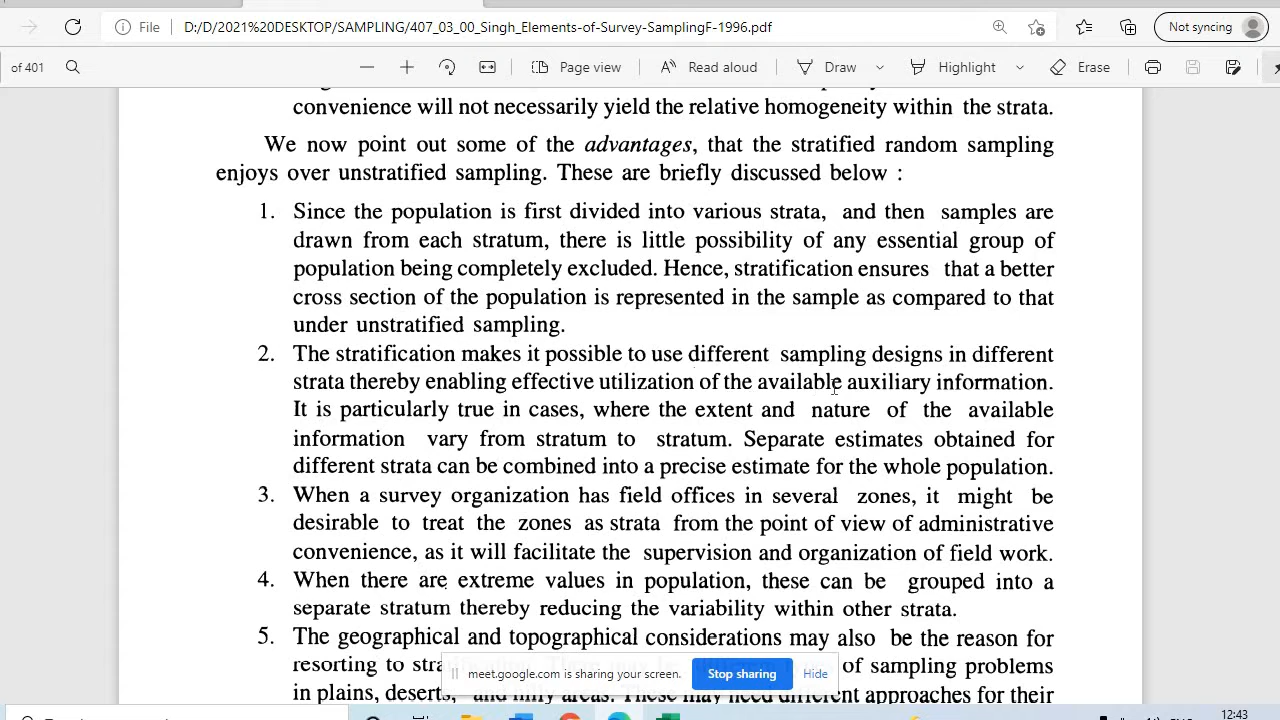 File D:/D/2021%20DESKTOP/SAMPLING/407_03_00_Singh_Elements-of-Survey-SamplingF-1996.pdf Not syncing
of 401 Page view Read aloud Draw Highlight Erase
convenience will not necessarily yield the relative homogeneity within the strata.
We now point out some of the advantages, that the stratified random sampling
enjoys over unstratified sampling. These are briefly discussed below :
1. Since the population is first divided into various strata, and then samples are
drawn from each stratum, there is little possibility of any essential group of
population being completely excluded. Hence, stratification ensures that a better
cross section of the population is represented in the sample as compared to that
under unstratified sampling.
2. The stratification makes it possible to use different sampling designs in different
strata thereby enabling effective utilization of the available auxiliary information.
It is particularly true in cases, where the extent and nature of the available
information vary from stratum to stratum. Separate estimates obtained for
different strata can be combined into a precise estimate for the whole population.
3. When a survey organization has field offices in several zones, it might be
desirable to treat the zones as strata from the point of view of administrative
convenience, as it will facilitate the supervision and organization of field work.
4. When there are extreme values in population, these can be grouped into a
separate stratum thereby reducing the variability within other strata.
5. The geographical and topographical considerations may also be the reason for
resorting to of sampling problems
in plains, deserts, and hilly areas. These may need different approaches for their
meet.google.com is sharing your screen. Stop sharing Hide
12:43